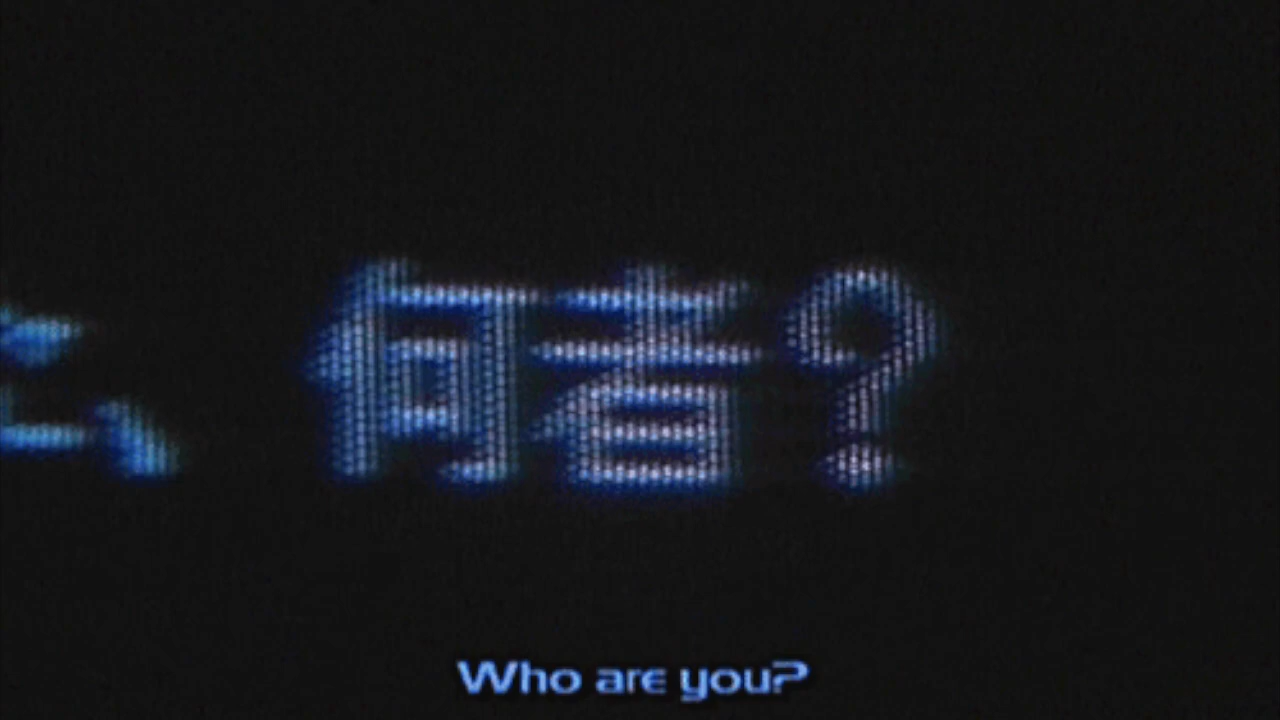 、何者?
Who are you?